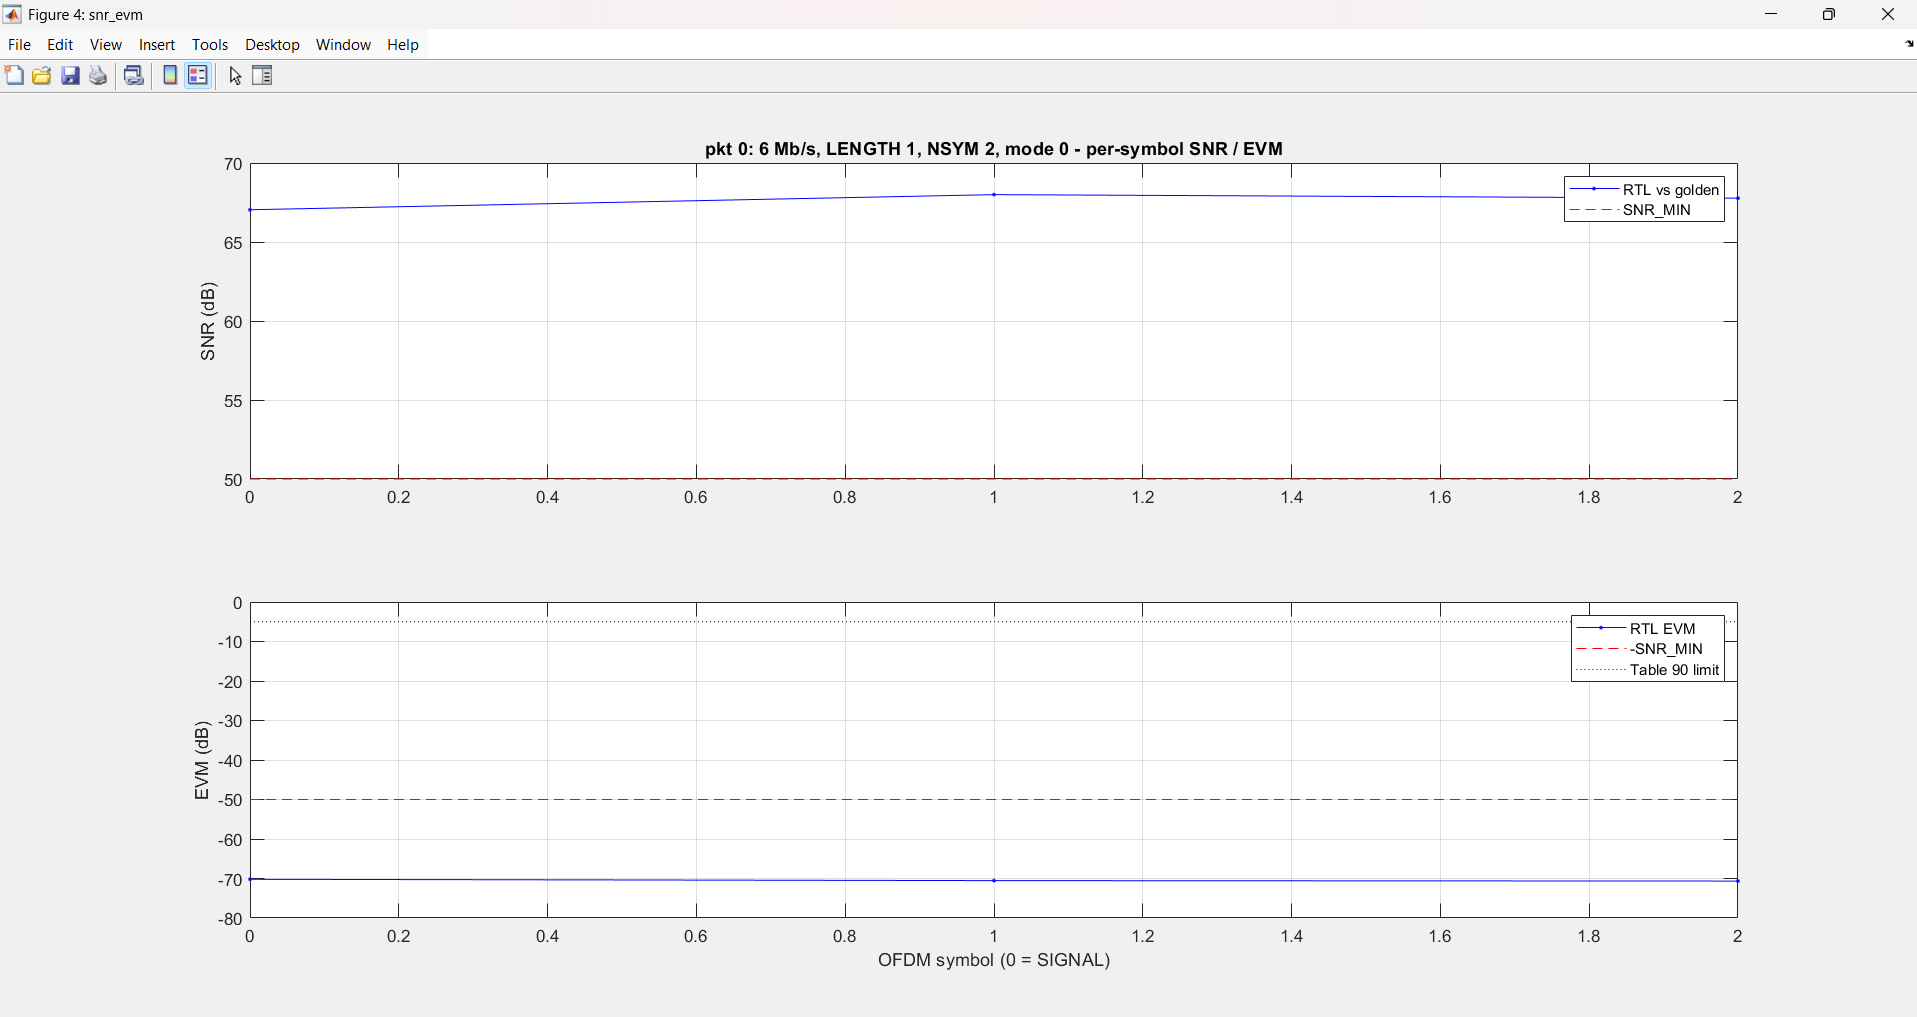 Figure 4: snr_evm
File Edit View Insert Tools Desktop Window Help
pkt 0: 6 Mb/s, LENGTH 1, NSYM 2, mode 0 - per-symbol SNR / EVM
70
65
60
55
50
SNR (dB)
RTL vs golden
SNR_MIN
0 0.2 0.4 0.6 0.8 1 1.2 1.4 1.6 1.8 2
0
-10
-20
-30
-40
-50
-60
-70
-80
EVM (dB)
RTL EVM
-SNR_MIN
Table 90 limit
0 0.2 0.4 0.6 0.8 1 1.2 1.4 1.6 1.8 2
OFDM symbol (0 = SIGNAL)